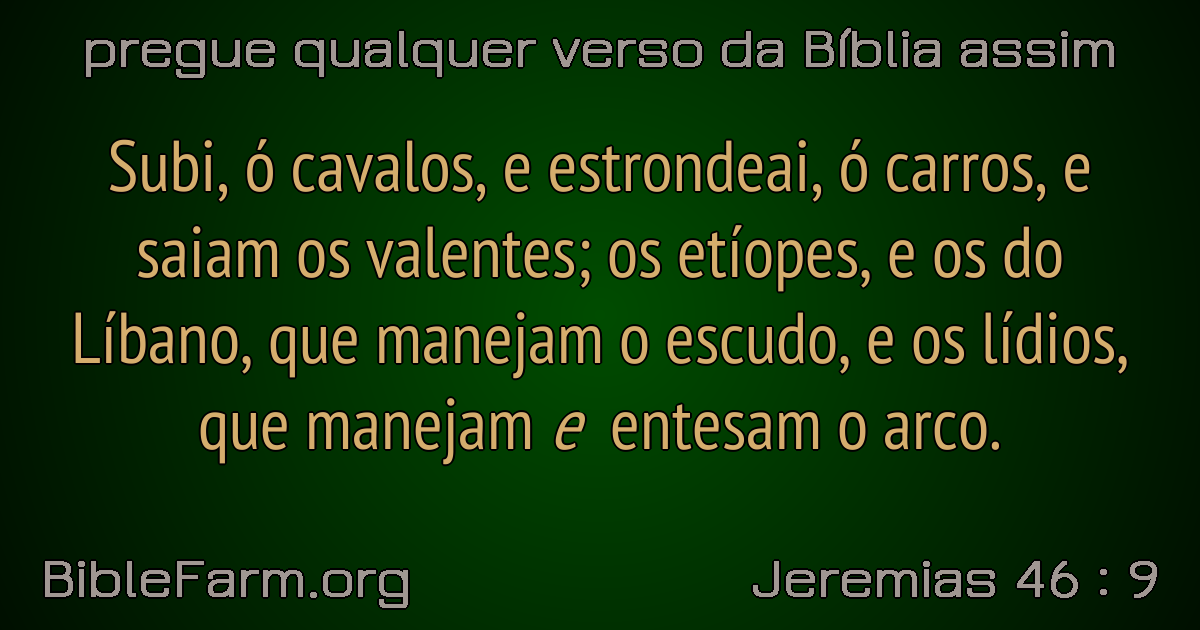 pregue qualquer verso da Bíblia assim
Subi, ó cavalos, e estrondeai, ó carros, e
saiam os valentes; os etíopes, e os do
Líbano, que manejam o escudo, e os lídios,
que manejam e entesam o arco.
BibleFarm.org
Jeremias 46 : 9